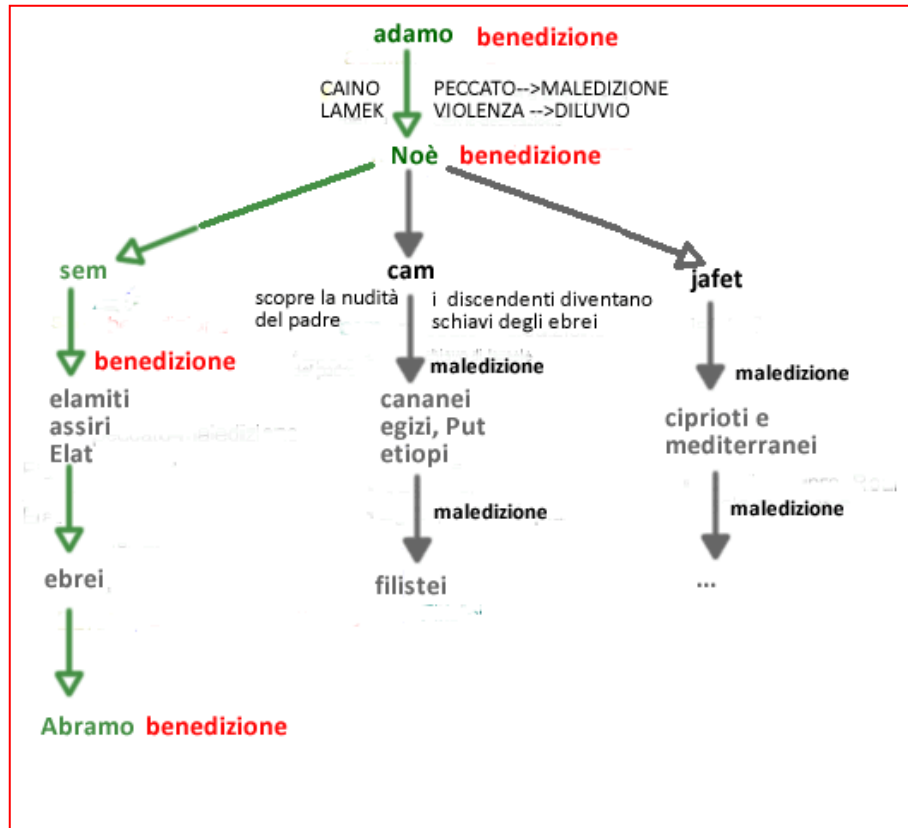 adamo benedizione
CAINO PECCATO-->MALEDIZIONE
LAMEK VIOLENZA -->DILUVIO
Noè benedizione
sem
cam
jafet
scopre la nudità
del padre
i discendenti diventano
schiavi degli ebrei
benedizione
maledizione
maledizione
elamiti
assiri
Elat
cananei
egizi, Put
etiopi
ciprioti e
mediterranei
maledizione
maledizione
ebrei
filistei
...
Abramo benedizione